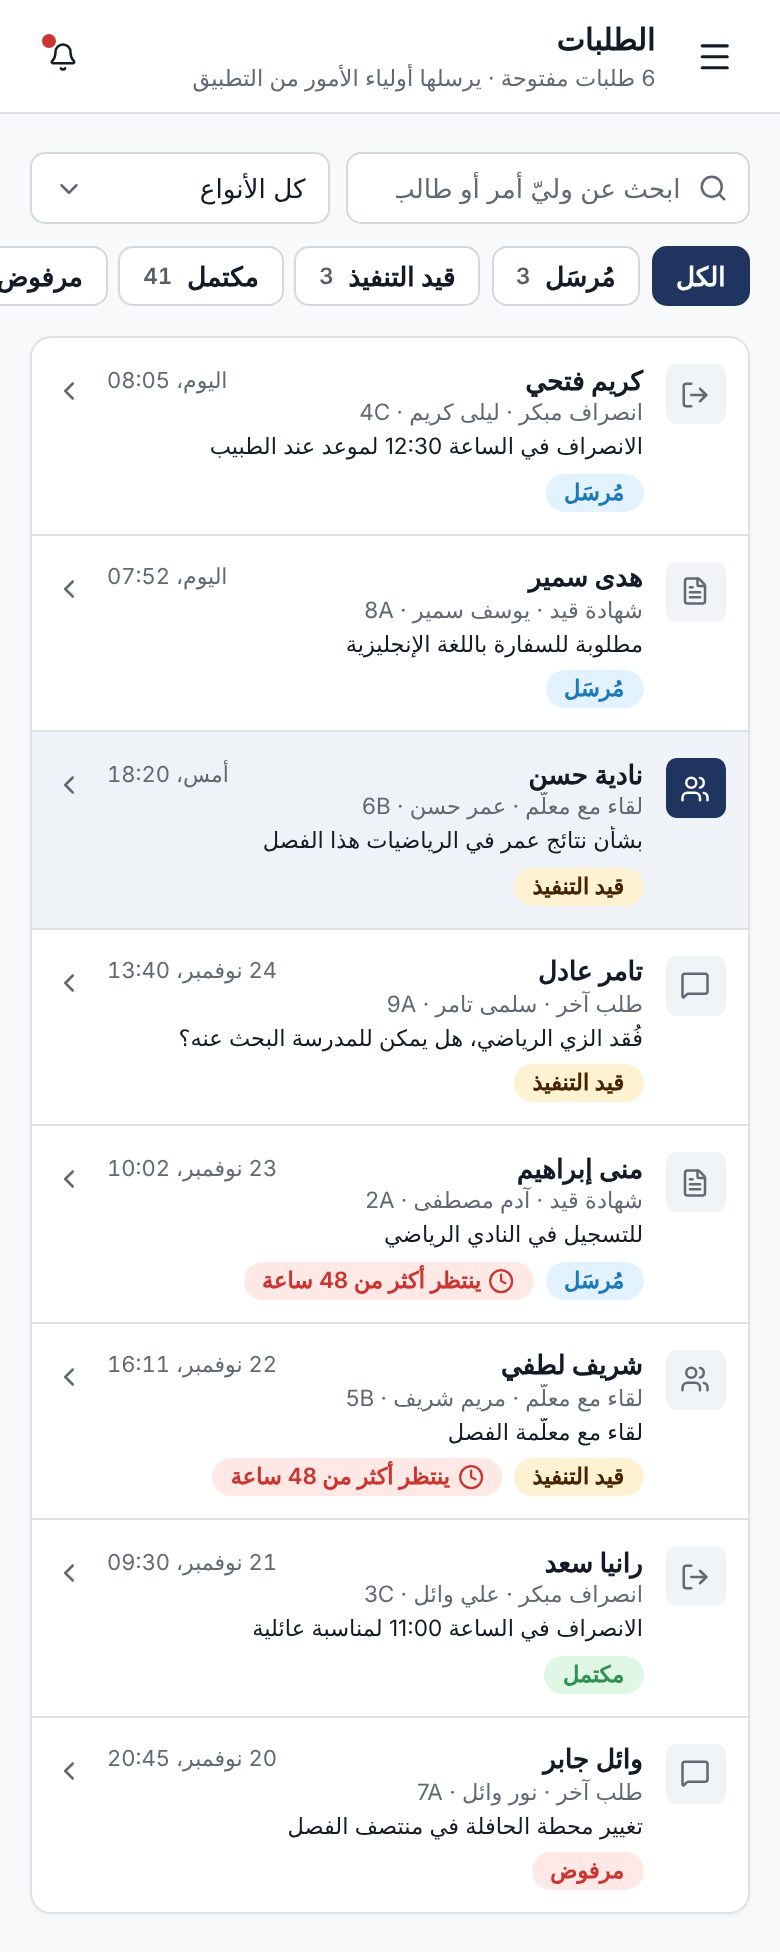 الطلبات
6 طلبات مفتوحة · يرسلها أولياء الأمور من التطبيق
ابحث عن وليّ أمر أو طالب
كل الأنواع
الكل
مُرسَل 3
قيد التنفيذ 3
مكتمل 41
مرفوض
كريم فتحي
اليوم، 08:05
انصراف مبكر · ليلى كريم · 4C
الانصراف في الساعة 12:30 لموعد عند الطبيب
مُرسَل
هدى سمير
اليوم، 07:52
شهادة قيد · يوسف سمير · 8A
مطلوبة للسفارة باللغة الإنجليزية
مُرسَل
نادية حسن
أمس، 18:20
لقاء مع معلّم · عمر حسن · 6B
بشأن نتائج عمر في الرياضيات هذا الفصل
قيد التنفيذ
تامر عادل
24 نوفمبر، 13:40
طلب آخر · سلمى تامر · 9A
فُقد الزي الرياضي، هل يمكن للمدرسة البحث عنه؟
قيد التنفيذ
منى إبراهيم
23 نوفمبر، 10:02
شهادة قيد · آدم مصطفى · 2A
للتسجيل في النادي الرياضي
مُرسَل
ينتظر أكثر من 48 ساعة
شريف لطفي
22 نوفمبر، 16:11
لقاء مع معلّم · مريم شريف · 5B
لقاء مع معلّمة الفصل
قيد التنفيذ
ينتظر أكثر من 48 ساعة
رانيا سعد
21 نوفمبر، 09:30
انصراف مبكر · علي وائل · 3C
الانصراف في الساعة 11:00 لمناسبة عائلية
مكتمل
وائل جابر
20 نوفمبر، 20:45
طلب آخر · نور وائل · 7A
تغيير محطة الحافلة في منتصف الفصل
مرفوض